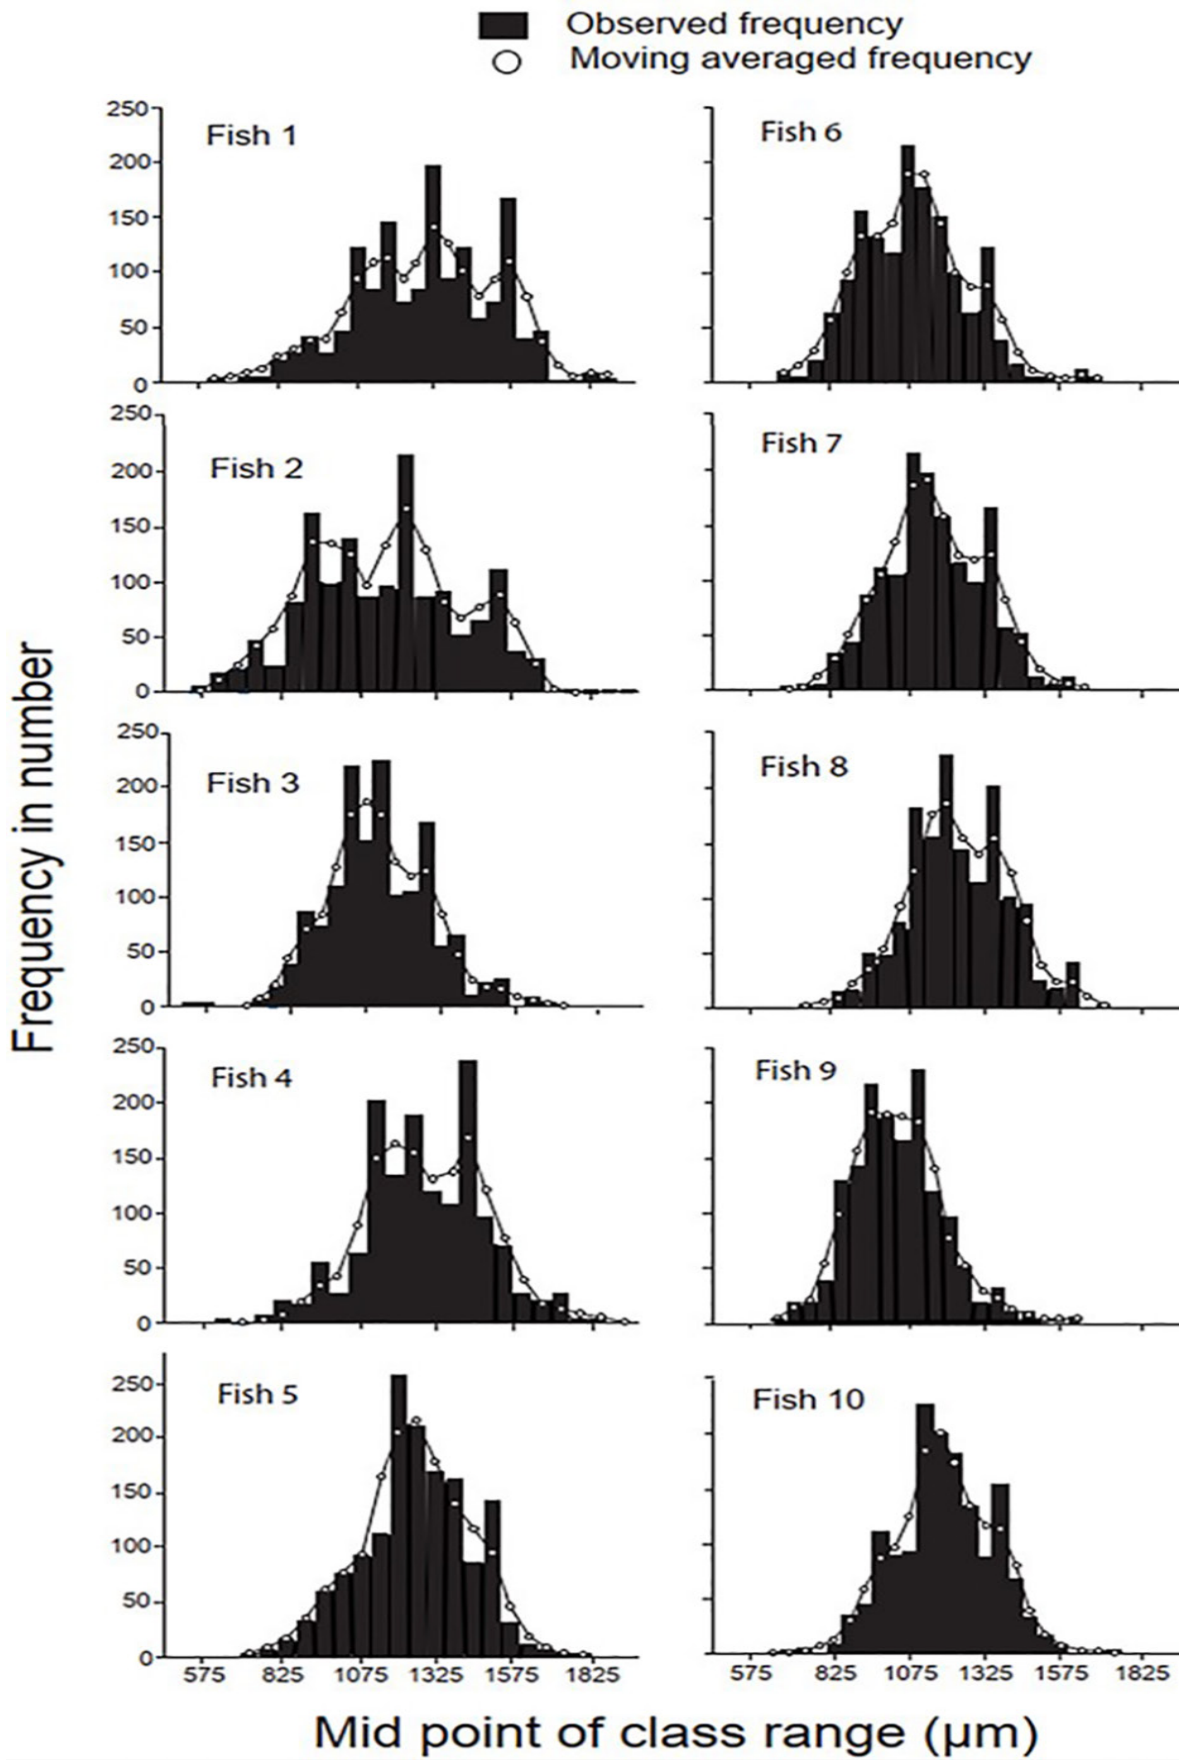 Observed frequency
Moving averaged frequency
Frequency in number
250
200
150
100
50
0
Fish 1
Fish 6
250
200
150
100
50
0
Fish 2
Fish 7
250
200
150
100
50
0
Fish 3
Fish 8
250
200
150
100
50
0
Fish 4
Fish 9
250
200
150
100
50
0
Fish 5
Fish 10
575 825 1075 1325 1575 1825
575 825 1075 1325 1575 1825
Mid point of class range (μm)